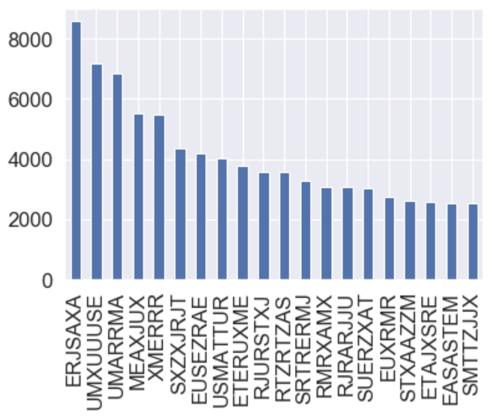 8000
6000
4000
2000
0
ERJSAXA
UMXUUUSE
UMARRMA
MEAXJUX
XMERRR
SXZXJRJT
EUSEZRAE
USMATTUR
ETERUXME
RJURSTXJ
RTZRTZAS
SRTRERMJ
RMRXAMX
RJRARJJU
SUERZXAT
EUXRMR
STXAAZZM
ETAJXSRE
EASASTEM
SMTTZJJX